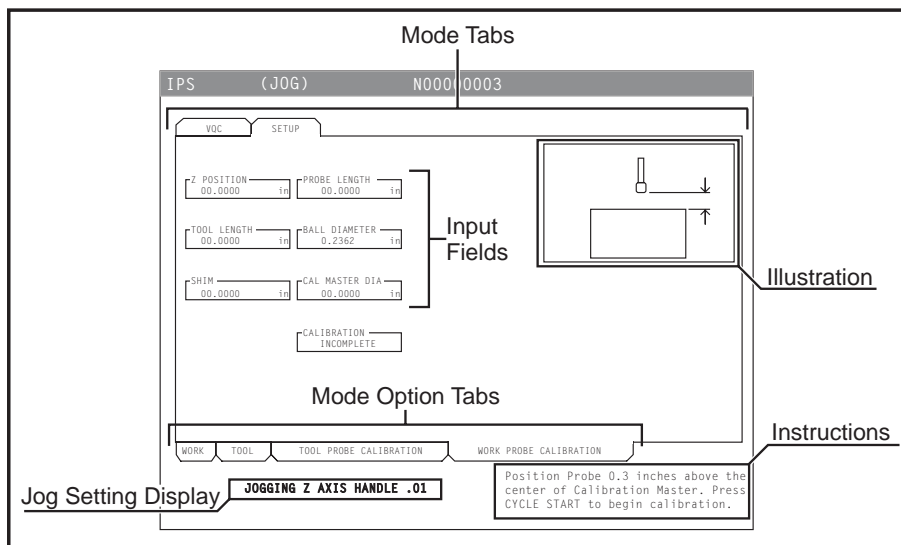 Mode Tabs
IPS (JOG) N00000003
VQC SETUP
Z POSITION
00.0000 in
PROBE LENGTH
00.0000 in
TOOL LENGTH
00.0000 in
BALL DIAMETER
0.2362 in
SHIM
00.0000 in
CAL MASTER DIA
00.0000 in
CALIBRATION
INCOMPLETE
Input
Fields
Illustration
Mode Option Tabs
WORK TOOL TOOL PROBE CALIBRATION WORK PROBE CALIBRATION
Instructions
Jog Setting Display
JOGGING Z AXIS HANDLE .01
Position Probe 0.3 inches above the
center of Calibration Master. Press
CYCLE START to begin calibration.